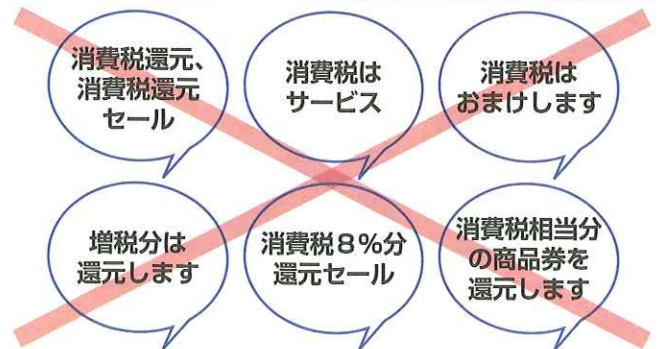 消費税還元、
消費税還元
セール
消費税は
サービス
消費税は
おまけします
増税分は
還元します
消費税8%分
還元セール
消費税相当分
の商品券を
還元します